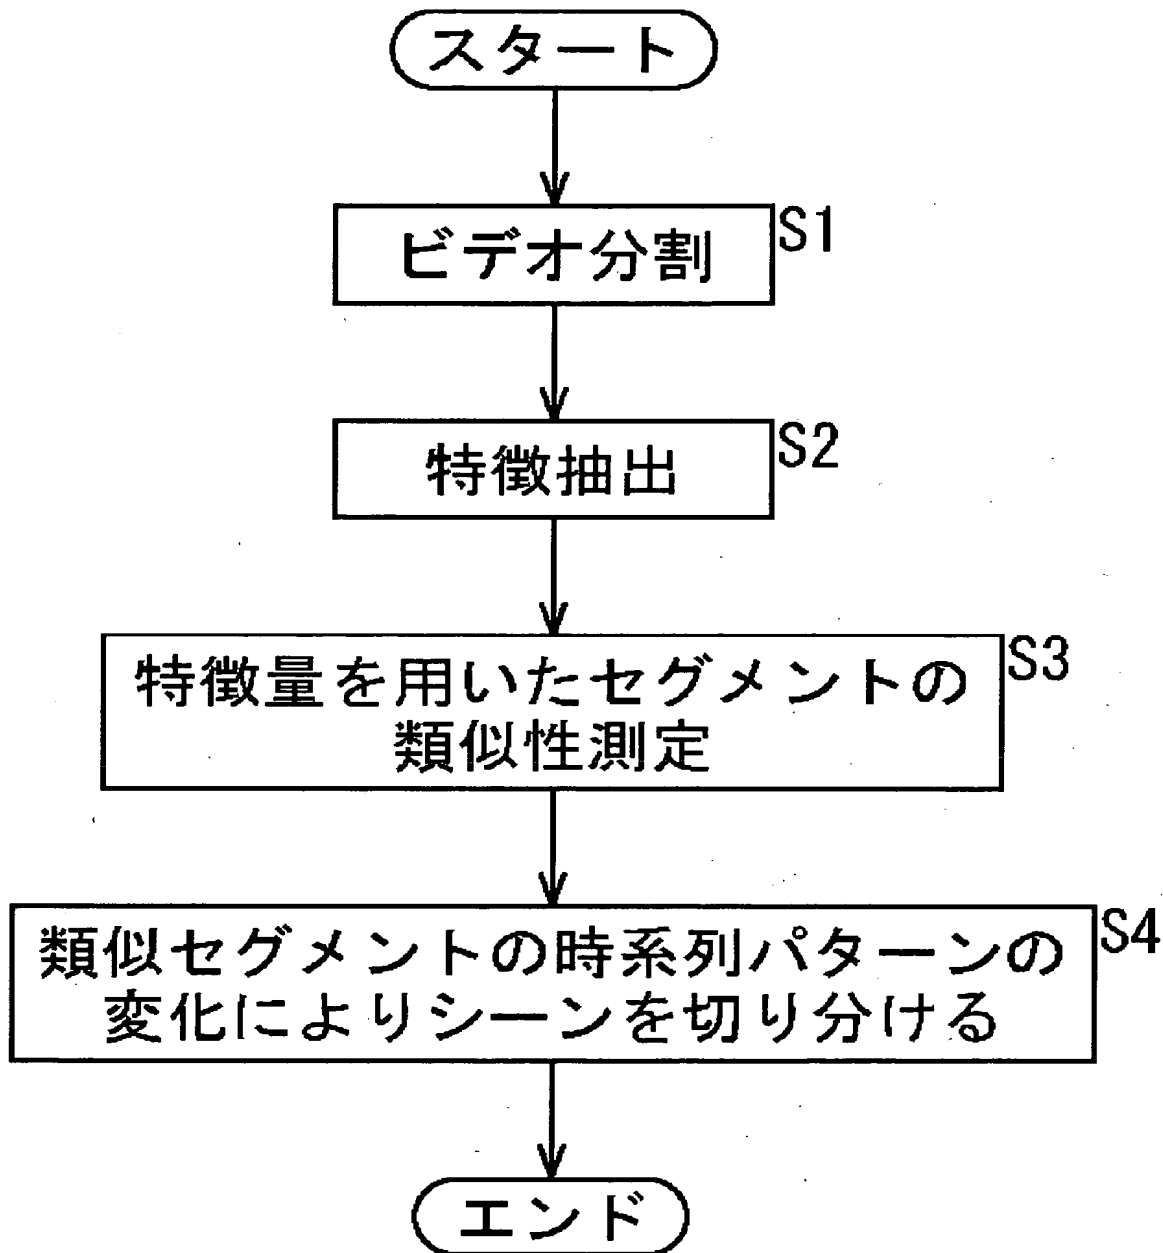 スタート
ビデオ分割
S1
特徴抽出
S2
特徴量を用いたセグメントの
類似性測定
S3
類似セグメントの時系列パターンの
変化によりシーンを切り分ける
S4
エンド